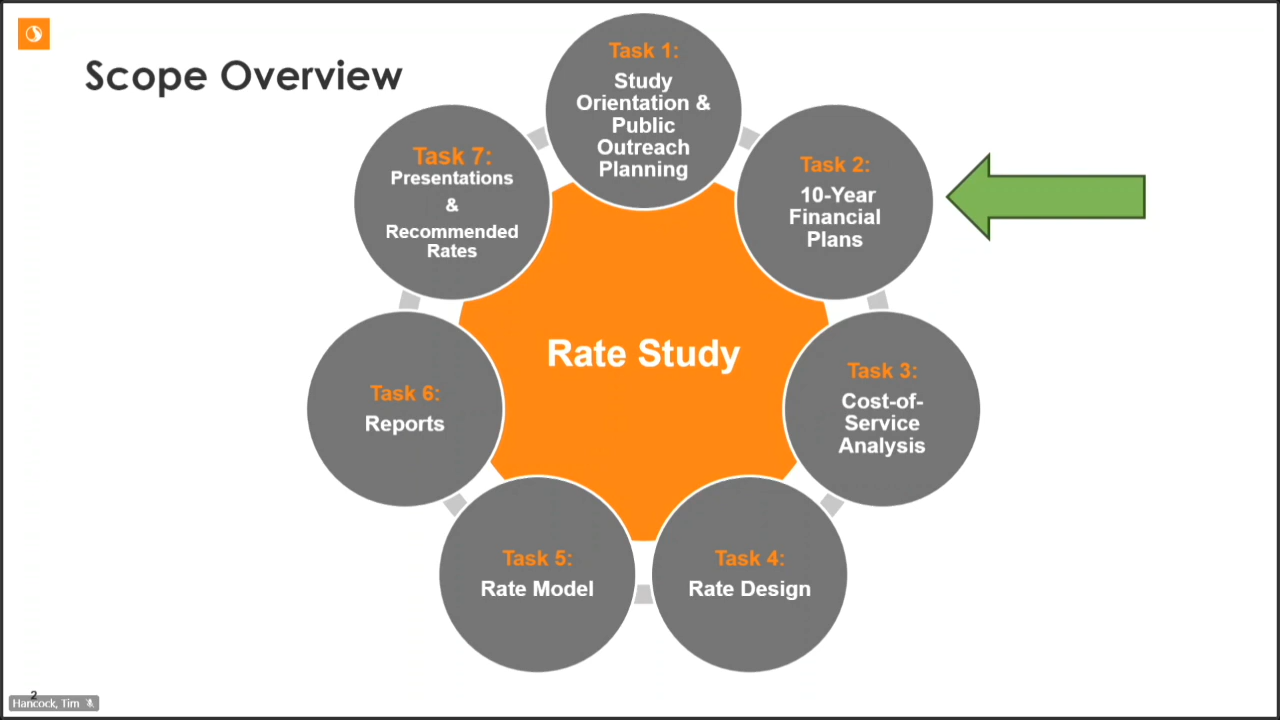 Scope Overview
Task 1:
Study
Orientation &
Public
Outreach
Planning
Task 2:
10-Year
Financial
Plans
Task 3:
Cost-of-
Service
Analysis
Task 4:
Rate Design
Task 5:
Rate Model
Task 6:
Reports
Task 7:
Presentations
&
Recommended
Rates
Rate Study
2
Hancock, Tim